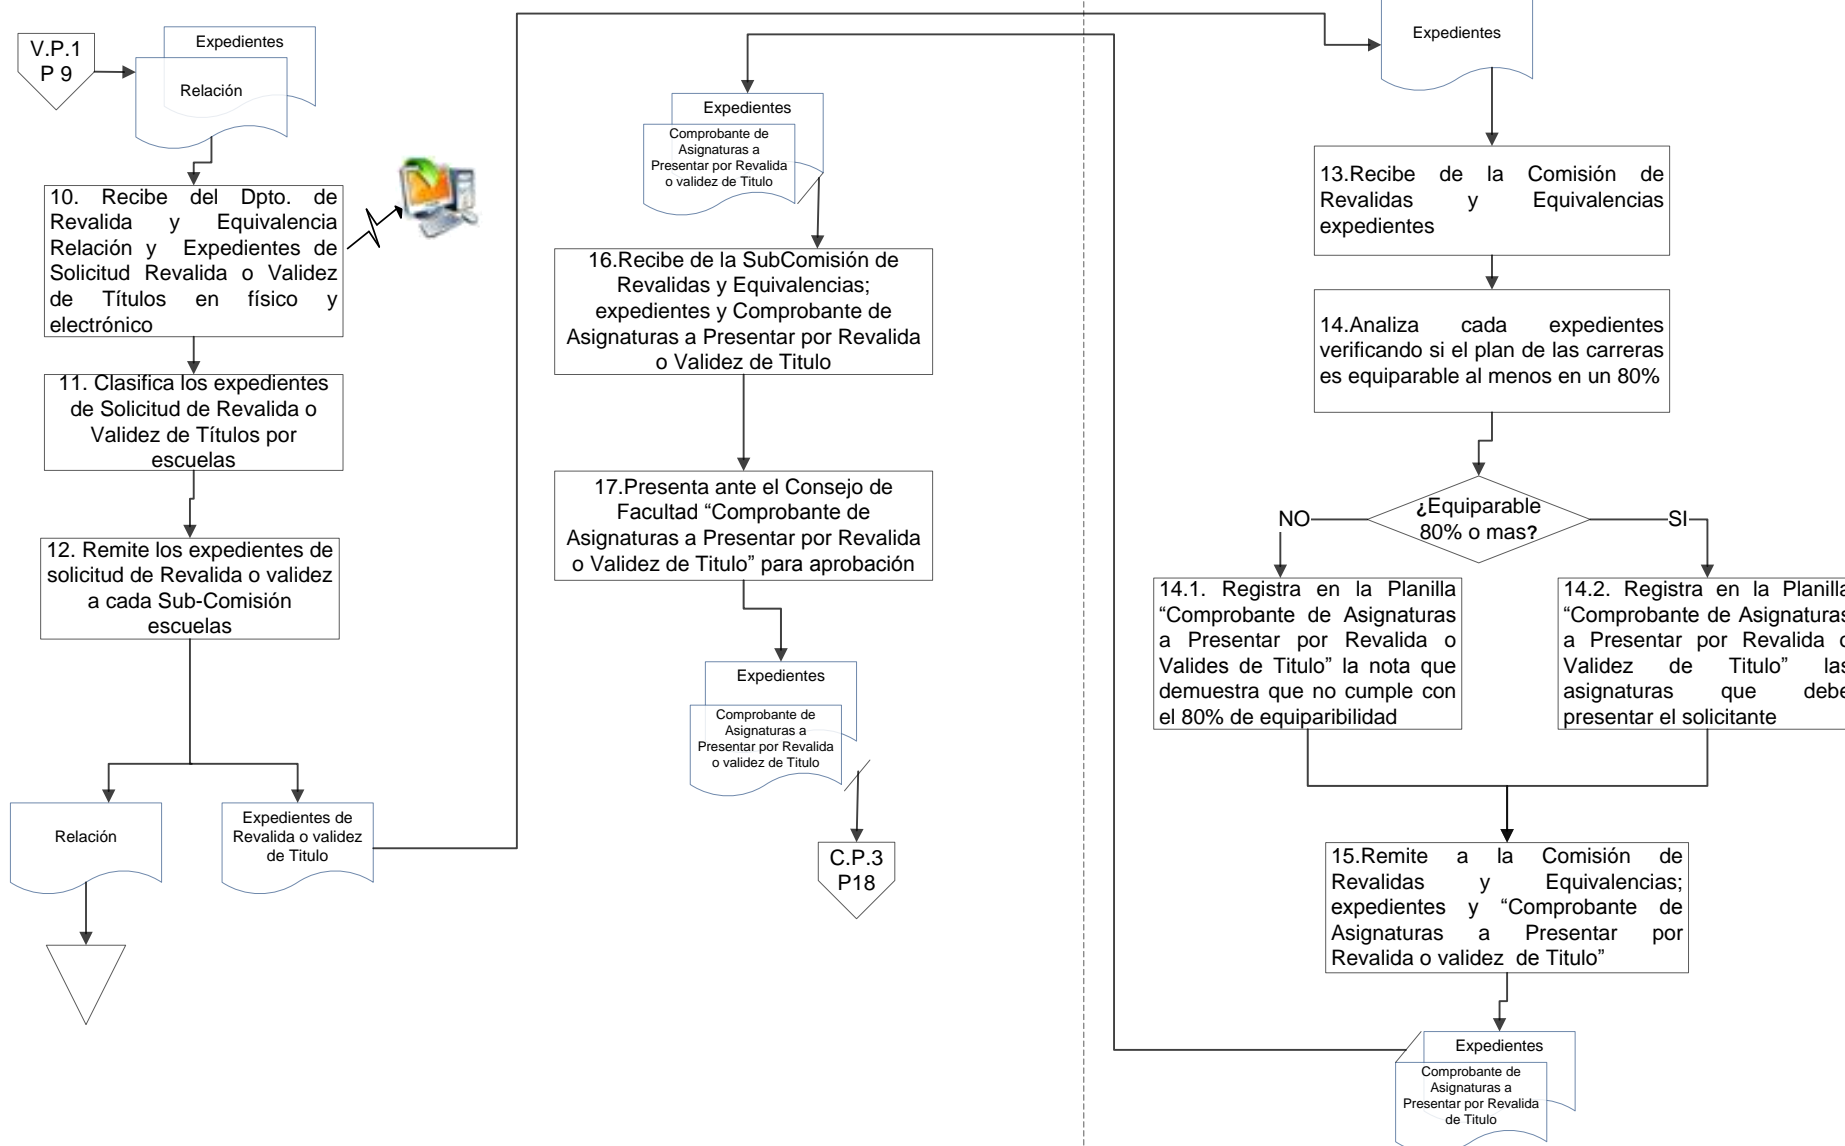 V.P.1
P 9
Expedientes
Relación
10. Recibe del Dpto. de
Revalida y Equivalencia
Relación y Expedientes de
Solicitud Revalida o Validez
de Títulos en físico y
electrónico
11. Clasifica los expedientes
de Solicitud de Revalida o
Validez de Títulos por
escuelas
12. Remite los expedientes de
solicitud de Revalida o validez
a cada Sub-Comisión
escuelas
Relación
Expedientes de
Revalida o validez
de Titulo
Expedientes
Comprobante de
Asignaturas a
Presentar por Revalida
o validez de Titulo
16.Recibe de la SubComisión de
Revalidas y Equivalencias;
expedientes y Comprobante de
Asignaturas a Presentar por Revalida
o Validez de Titulo
17.Presenta ante el Consejo de
Facultad “Comprobante de
Asignaturas a Presentar por Revalida
o Validez de Titulo” para aprobación
Expedientes
Comprobante de
Asignaturas a
Presentar por Revalida
o validez de Titulo
C.P.3
P18
Expedientes
13.Recibe de la Comisión de
Revalidas y Equivalencias
expedientes
14.Analiza cada expedientes
verificando si el plan de las carreras
es equiparable al menos en un 80%
¿Equiparable
80% o mas?
NO
SI
14.1. Registra en la Planilla
“Comprobante de Asignaturas
a Presentar por Revalida o
Valides de Titulo” la nota que
demuestra que no cumple con
el 80% de equiparibilidad
14.2. Registra en la Planilla
“Comprobante de Asignaturas
a Presentar por Revalida o
Validez de Titulo” las
asignaturas que debe
presentar el solicitante
15.Remite a la Comisión de
Revalidas y Equivalencias;
expedientes y “Comprobante de
Asignaturas a Presentar por
Revalida o validez de Titulo”
Expedientes
Comprobante de
Asignaturas a
Presentar por Revalida
de Titulo